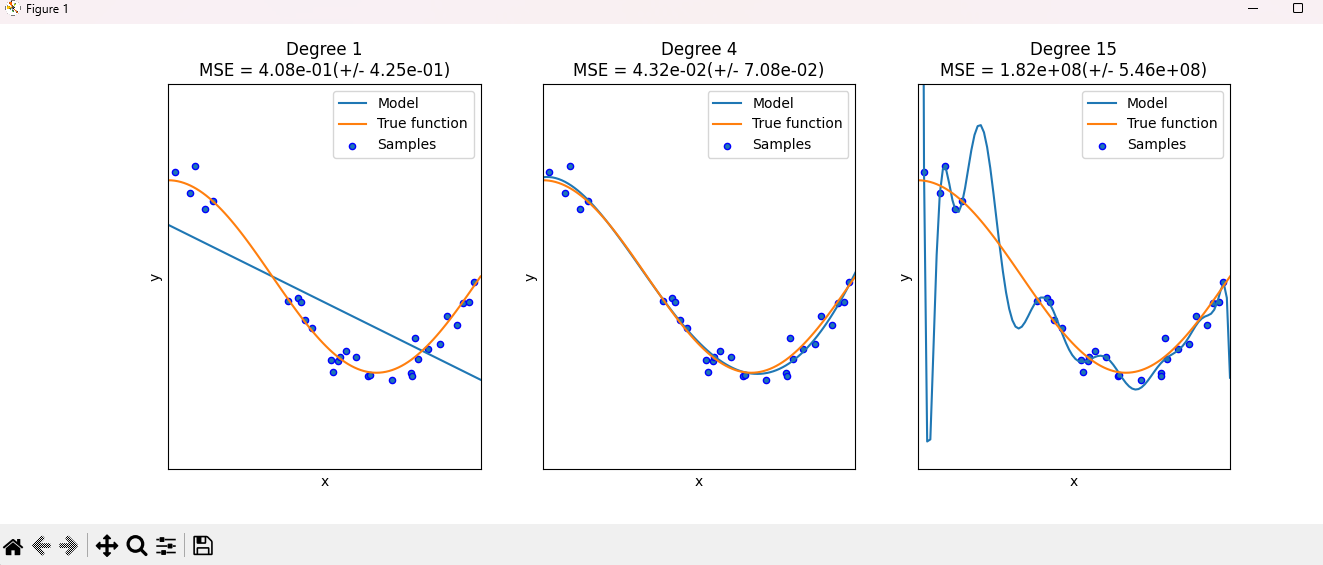 Figure 1
Degree 1
MSE = 4.08e-01(+/- 4.25e-01)
Model
True function
Samples
y
x
Degree 4
MSE = 4.32e-02(+/- 7.08e-02)
Model
True function
Samples
y
x
Degree 15
MSE = 1.82e+08(+/- 5.46e+08)
Model
True function
Samples
y
x